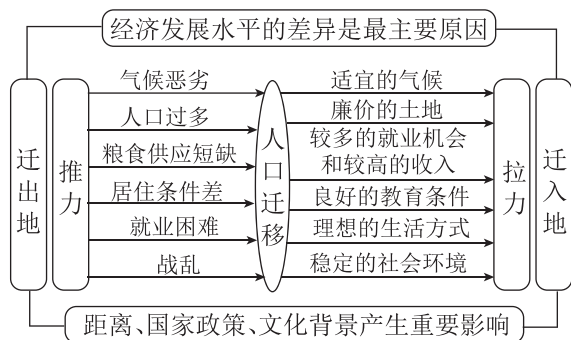 经济发展水平的差异是最主要原因
迁出地
推力
气候恶劣
人口过多
粮食供应短缺
居住条件差
就业困难
战乱
人口迁移
适宜的气候
廉价的土地
较多的就业机会
和较高的收入
良好的教育条件
理想的生活方式
稳定的社会环境
拉力
迁入地
距离、国家政策、文化背景产生重要影响